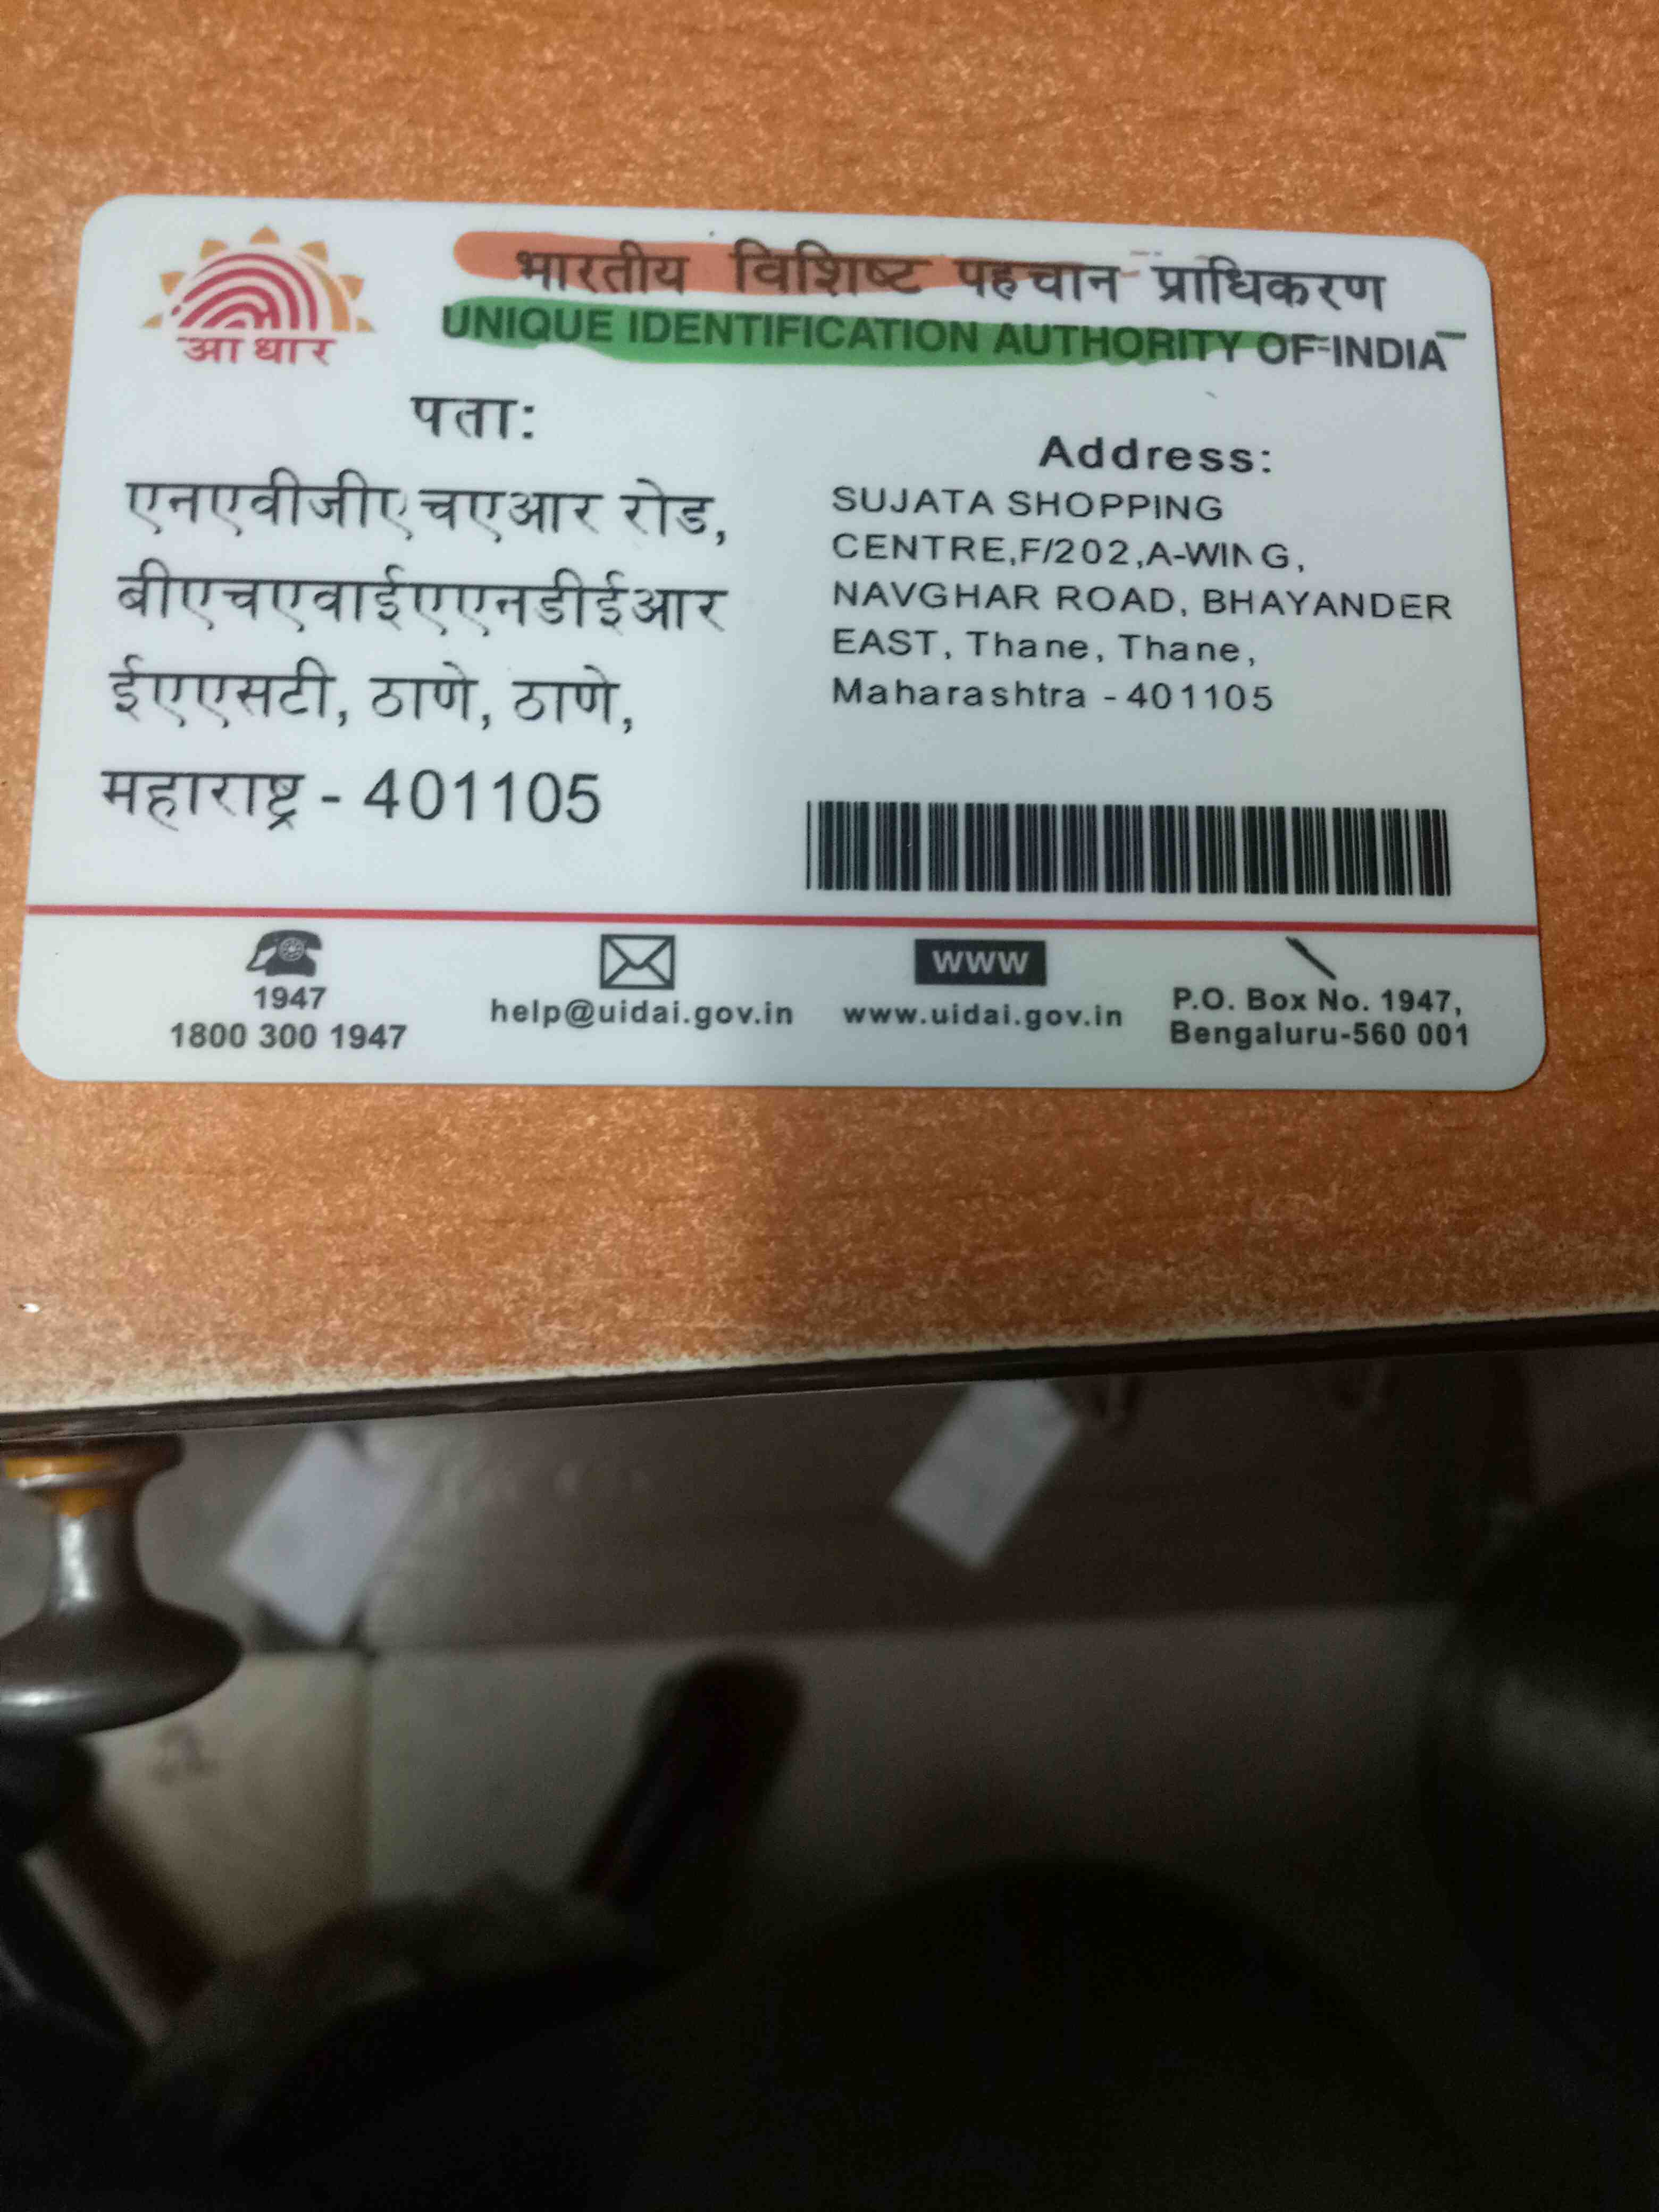 भारतीय विशिष्ट पहचान प्राधिकरण
UNIQUE IDENTIFICATION AUTHORITY OF INDIA
आधार
पता:
एनएवीजीएचएआर रोड,
बीएचएवाईएएनडीईआर
ईएएसटी, ठाणे, ठाणे,
महाराष्ट्र - 401105
Address:
SUJATA SHOPPING
CENTRE,F/202,A-WING,
NAVGHAR ROAD, BHAYANDER
EAST, Thane, Thane,
Maharashtra - 401105
1947
1800 300 1947
help@uidai.gov.in
WWW
www.uidai.gov.in
P.O. Box No. 1947,
Bengaluru-560 001